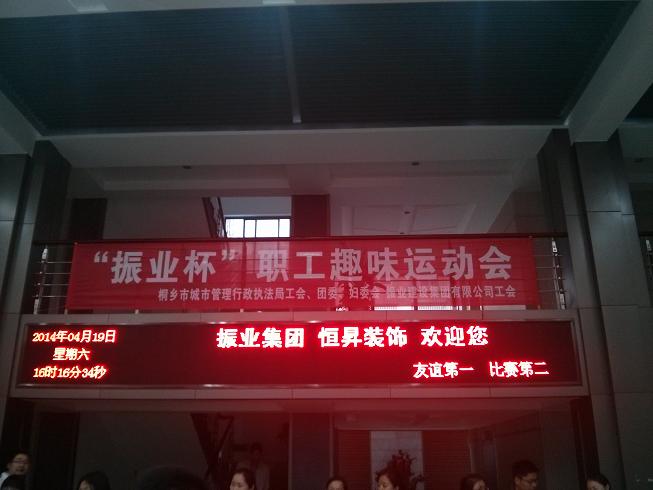 “振业杯”职工趣味运动会
桐乡市城市管理行政执法局工会、团委、妇委会 振业建设集团有限公司工会
2014年04月19日
星期六
16时16分34秒
振业集团 恒昇装饰 欢迎您
友谊第一 比赛第二